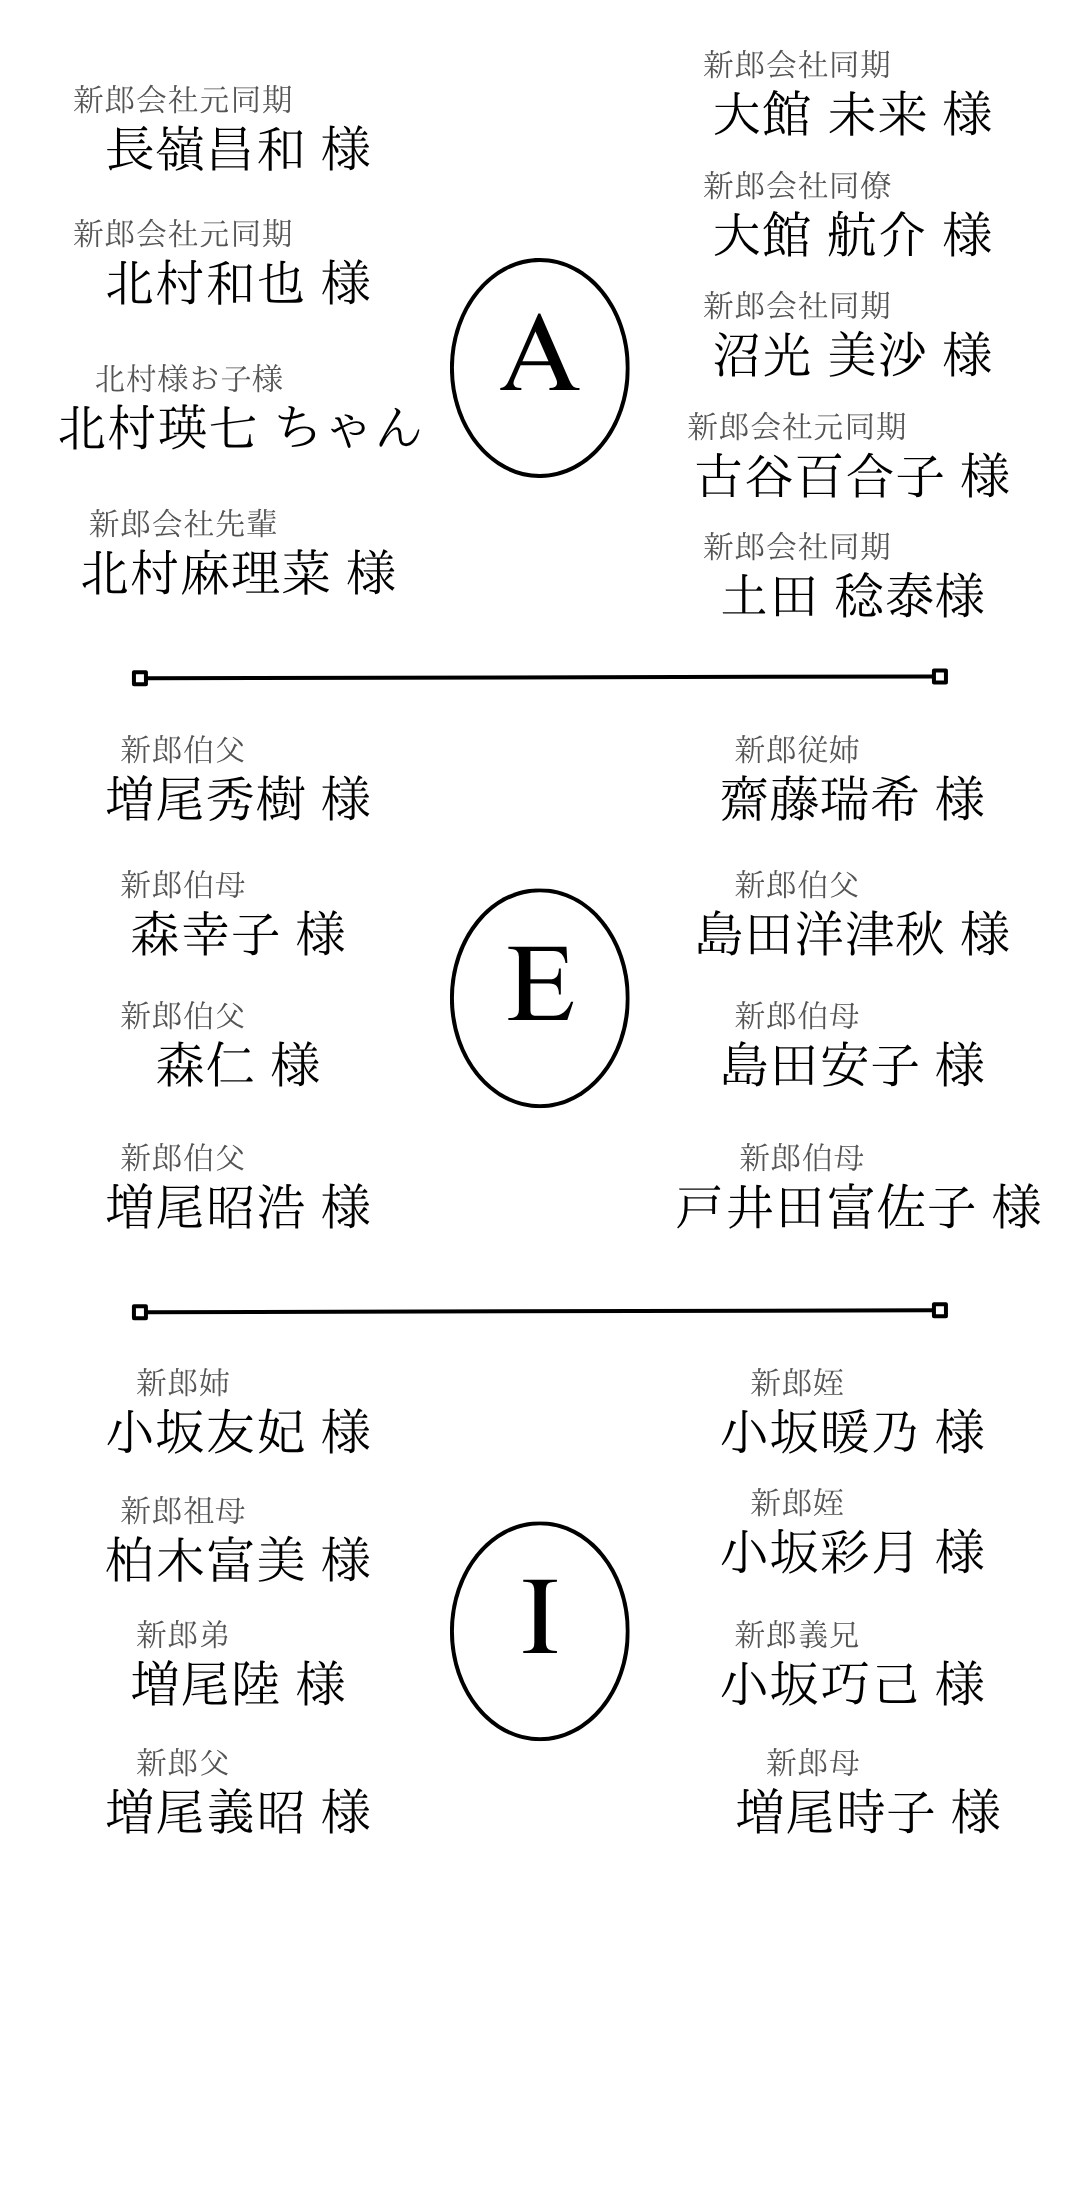 新郎会社元同期
長嶺昌和 様
新郎会社元同期
北村和也 様
北村様お子様
北村瑛七 ちゃん
新郎会社先輩
北村麻理菜 様
A
新郎会社同期
大館 未来 様
新郎会社同僚
大館 航介 様
新郎会社同期
沼光 美沙 様
新郎会社元同期
古谷百合子 様
新郎会社同期
土田 稔泰様
新郎伯父
増尾秀樹 様
新郎伯母
森幸子 様
新郎伯父
森仁 様
新郎伯父
増尾昭浩 様
E
新郎従姉
齋藤瑞希 様
新郎伯父
島田洋津秋 様
新郎伯母
島田安子 様
新郎伯母
戸井田富佐子 様
新郎姉
小坂友妃 様
新郎祖母
柏木富美 様
新郎弟
増尾陸 様
新郎父
増尾義昭 様
I
新郎姪
小坂暖乃 様
新郎姪
小坂彩月 様
新郎義兄
小坂巧己 様
新郎母
増尾時子 様